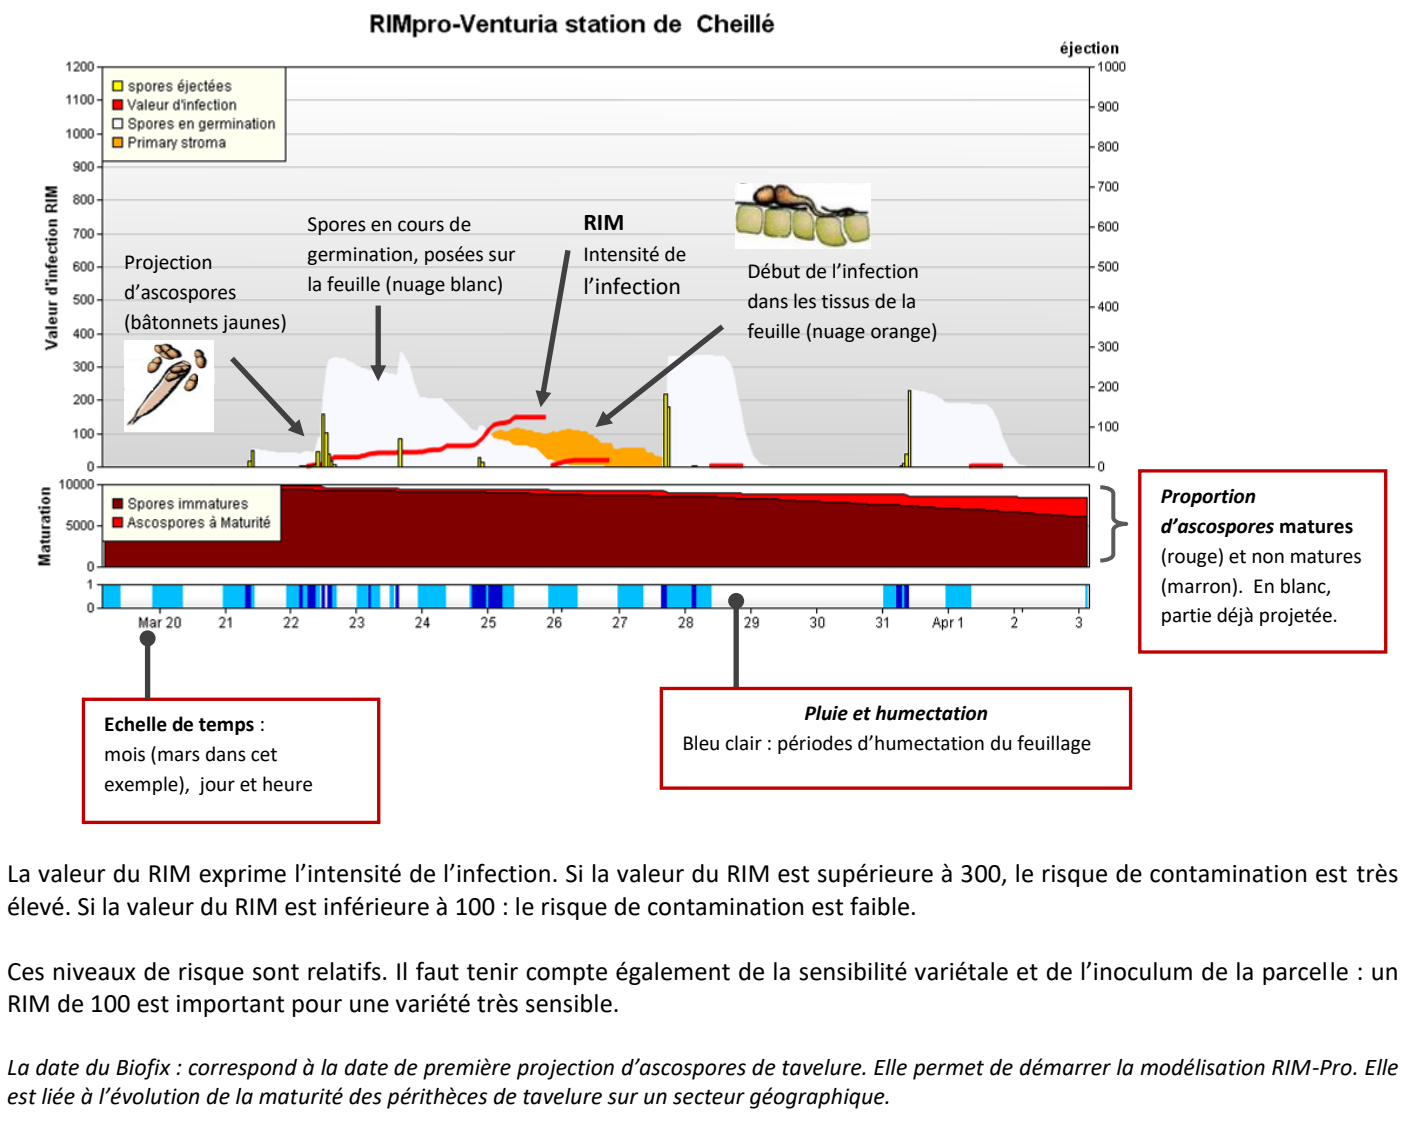 RIMpro-Venturia station de Cheillé
éjection
1200
1100
1000
900
800
700
600
500
400
300
200
100
0
Valeur d'infection RIM
1000
900
800
700
600
500
400
300
200
100
0
spores éjectées
Valeur d'infection
Spores en germination
Primary stroma
Projection
d'ascospores
(bâtonnets jaunes)
Spores en cours de
germination, posées sur
la feuille (nuage blanc)
RIM
Intensité de
l'infection
Début de l'infection
dans les tissus de la
feuille (nuage orange)
Maturation
10000
5000
0
Spores immatures
Ascospores à Maturité
1
0
Mar 20 21 22 23 24 25 26 27 28 29 30 31 Apr 1 2 3
Proportion
d'ascospores matures
(rouge) et non matures
(marron). En blanc,
partie déjà projetée.
Echelle de temps :
mois (mars dans cet
exemple), jour et heure
Pluie et humectation
Bleu clair : périodes d'humectation du feuillage
La valeur du RIM exprime l'intensité de l'infection. Si la valeur du RIM est supérieure à 300, le risque de contamination est très
élevé. Si la valeur du RIM est inférieure à 100 : le risque de contamination est faible.
Ces niveaux de risque sont relatifs. Il faut tenir compte également de la sensibilité variétale et de l'inoculum de la parcelle : un
RIM de 100 est important pour une variété très sensible.
La date du Biofix : correspond à la date de première projection d'ascospores de tavelure. Elle permet de démarrer la modélisation RIM-Pro. Elle
est liée à l'évolution de la maturité des périthèces de tavelure sur un secteur géographique.